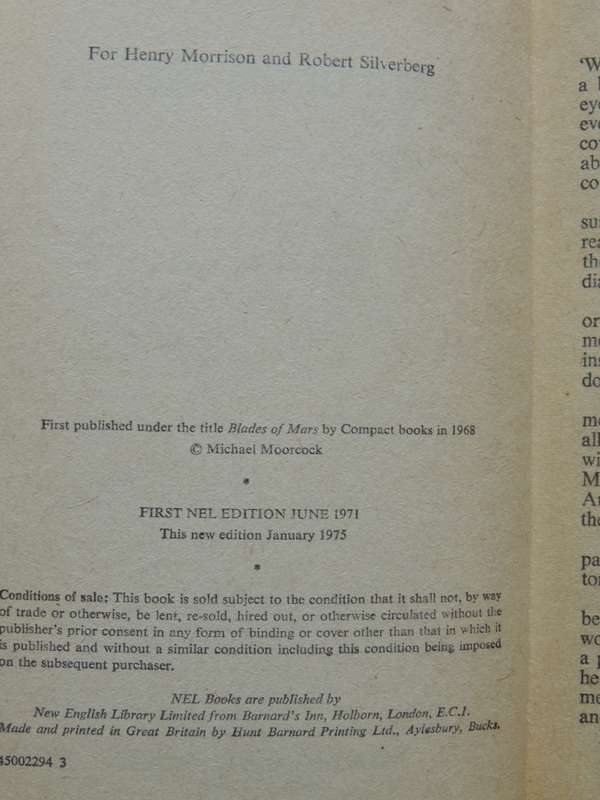 For Henry Morrison and Robert Silverberg
First published under the title Blades of Mars by Compact books in 1968
© Michael Moorcock
FIRST NEL EDITION JUNE 1971
This new edition January 1975
Conditions of sale: This book is sold subject to the condition that it shall not, by way
of trade or otherwise, be lent, re-sold, hired out, or otherwise circulated without the
publisher's prior consent in any form of binding or cover other than that in which it
is published and without a similar condition including this condition being imposed
on the subsequent purchaser.
NEL Books are published by
New English Library Limited from Barnard's Inn, Holborn, London, E.C.1.
Made and printed in Great Britain by Hunt Barnard Printing Ltd., Aylesbury, Bucks.
45002294 3
a
the
or
all
the
a
he